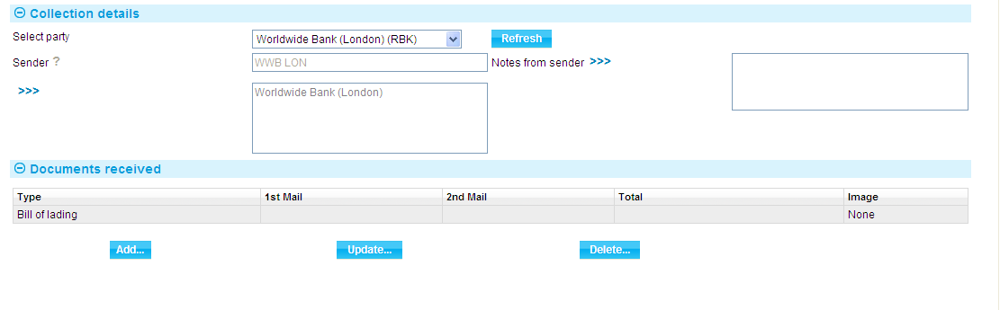 Collection details
Select party Worldwide Bank (London) (RBK) Refresh
Sender ? WWB LON Notes from sender >>>
>>> Worldwide Bank (London)
Documents received
Type 1st Mail 2nd Mail Total Image
Bill of lading None
Add... Update... Delete...